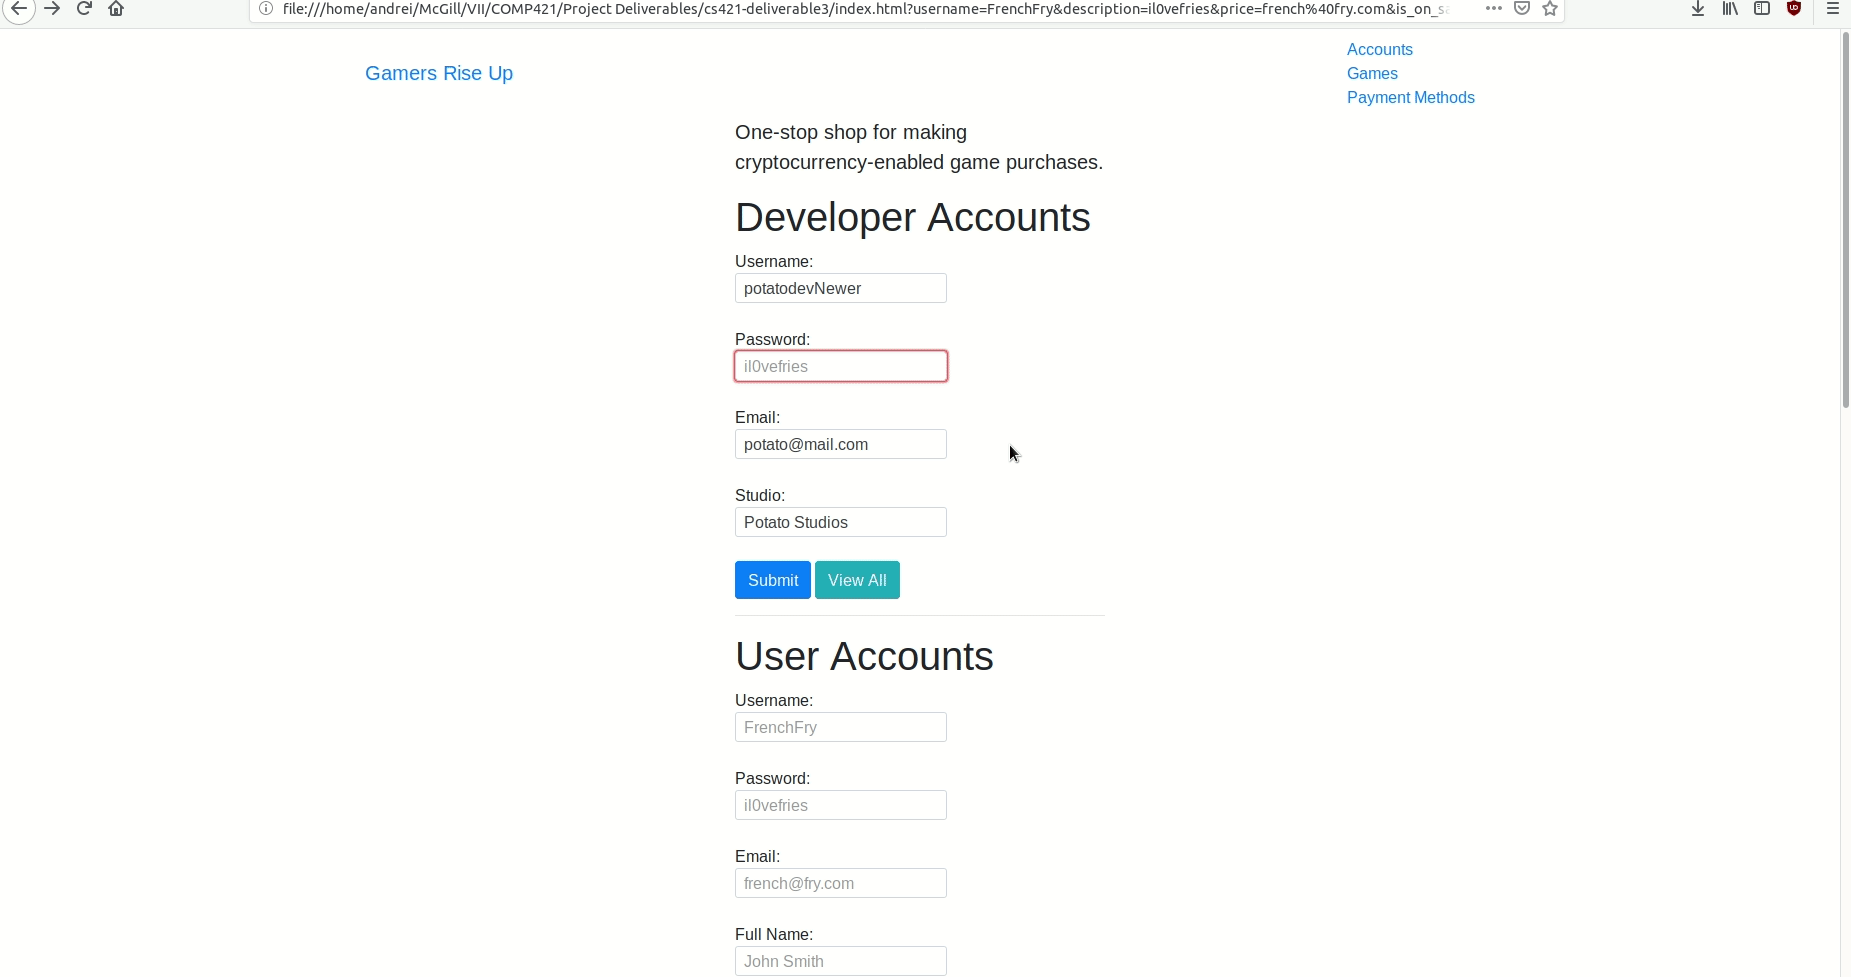 file:///home/andrei/McGill/VII/COMP421/Project Deliverables/cs421-deliverable3/index.html?username=FrenchFry&description=il0vefries&price=french%40fry.com&is_on_sa
Gamers Rise Up
Accounts
Games
Payment Methods
One-stop shop for making
cryptocurrency-enabled game purchases.
Developer Accounts
Username:
potatodevNewer
Password:
il0vefries
Email:
potato@mail.com
Studio:
Potato Studios
Submit View All
User Accounts
Username:
FrenchFry
Password:
il0vefries
Email:
french@fry.com
Full Name:
John Smith